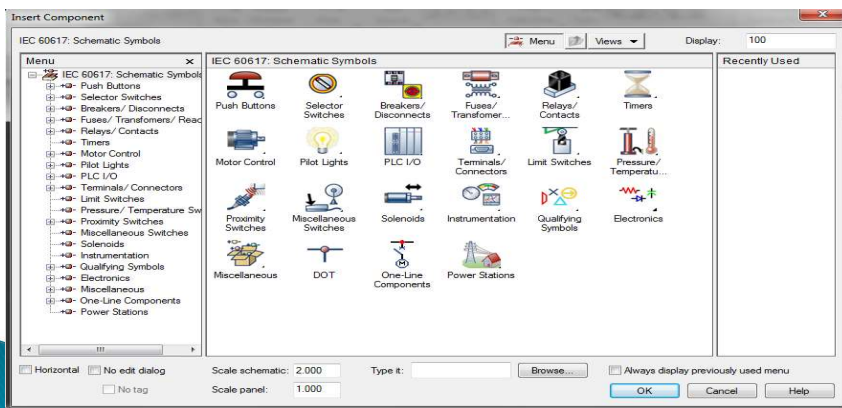 Insert Component
IEC 60617: Schematic Symbols
Menu
Views
Display:
100
Menu
IEC 60617: Schematic Symbols
Recently Used
IEC 60617: Schematic Symbols
Push Buttons
Selector Switches
Breakers/ Disconnects
Fuses/ Transfomers/ Reac
Relays/ Contacts
Timers
Motor Control
Pilot Lights
PLC I/O
Terminals/ Connectors
Limit Switches
Pressure/ Temperature Sw
Proximity Switches
Miscellaneous Switches
Solenoids
Instrumentation
Qualifying Symbols
Electronics
Miscellaneous
One-Line Components
Power Stations
Push Buttons
Selector
Switches
Breakers/
Disconnects
Fuses/
Transfomer...
Relays/
Contacts
Timers
Motor Control
Pilot Lights
PLC I/O
Terminals/
Connectors
Limit Switches
Pressure/
Temperatu...
Proximity
Switches
Miscellaneous
Switches
Solenoids
Instrumentation
Qualifying
Symbols
Electronics
Miscellaneous
DOT
One-Line
Components
Power Stations
Horizontal
No edit dialog
No tag
Scale schematic:
2.000
Scale panel:
1.000
Type it:
Browse...
Always display previously used menu
OK
Cancel
Help